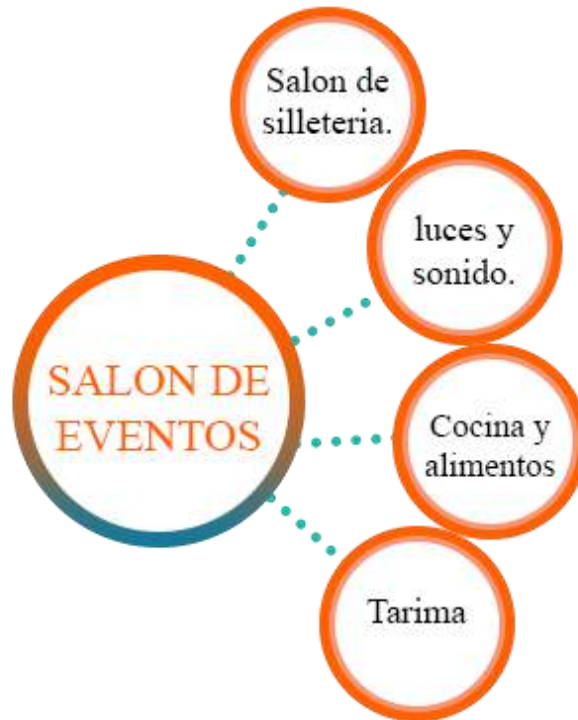 Salon de
silleteria.
luces y
sonido.
SALON DE
EVENTOS
Cocina y
alimentos
Tarima